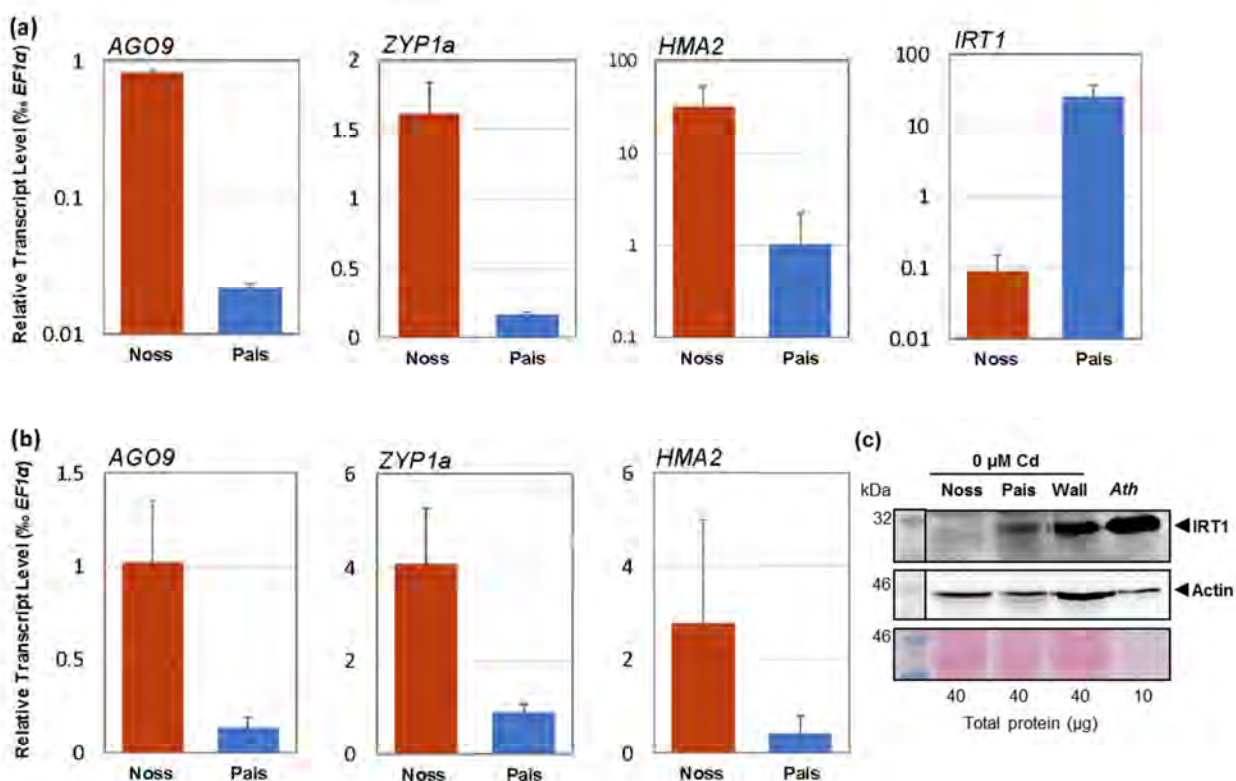 (a)
AGO9
ZYP1a
HMA2
IRT1
Relative Transcript Level (‰ EF1α)
1
0.1
0.01
Noss Pais
2
1.5
1
0.5
0
Noss Pais
100
10
1
0.1
Noss Pais
100
10
1
0.1
0.01
Noss Pais
(b)
AGO9
ZYP1a
HMA2
Relative Transcript Level (‰ EF1α)
1.5
1
0.5
0
Noss Pais
6
4
2
0
Noss Pais
6
4
2
0
Noss Pais
(c)
0 µM Cd
kDa Noss Pais Wall Ath
32 ◄IRT1
46 ◄Actin
46
40 40 40 10
Total protein (µg)